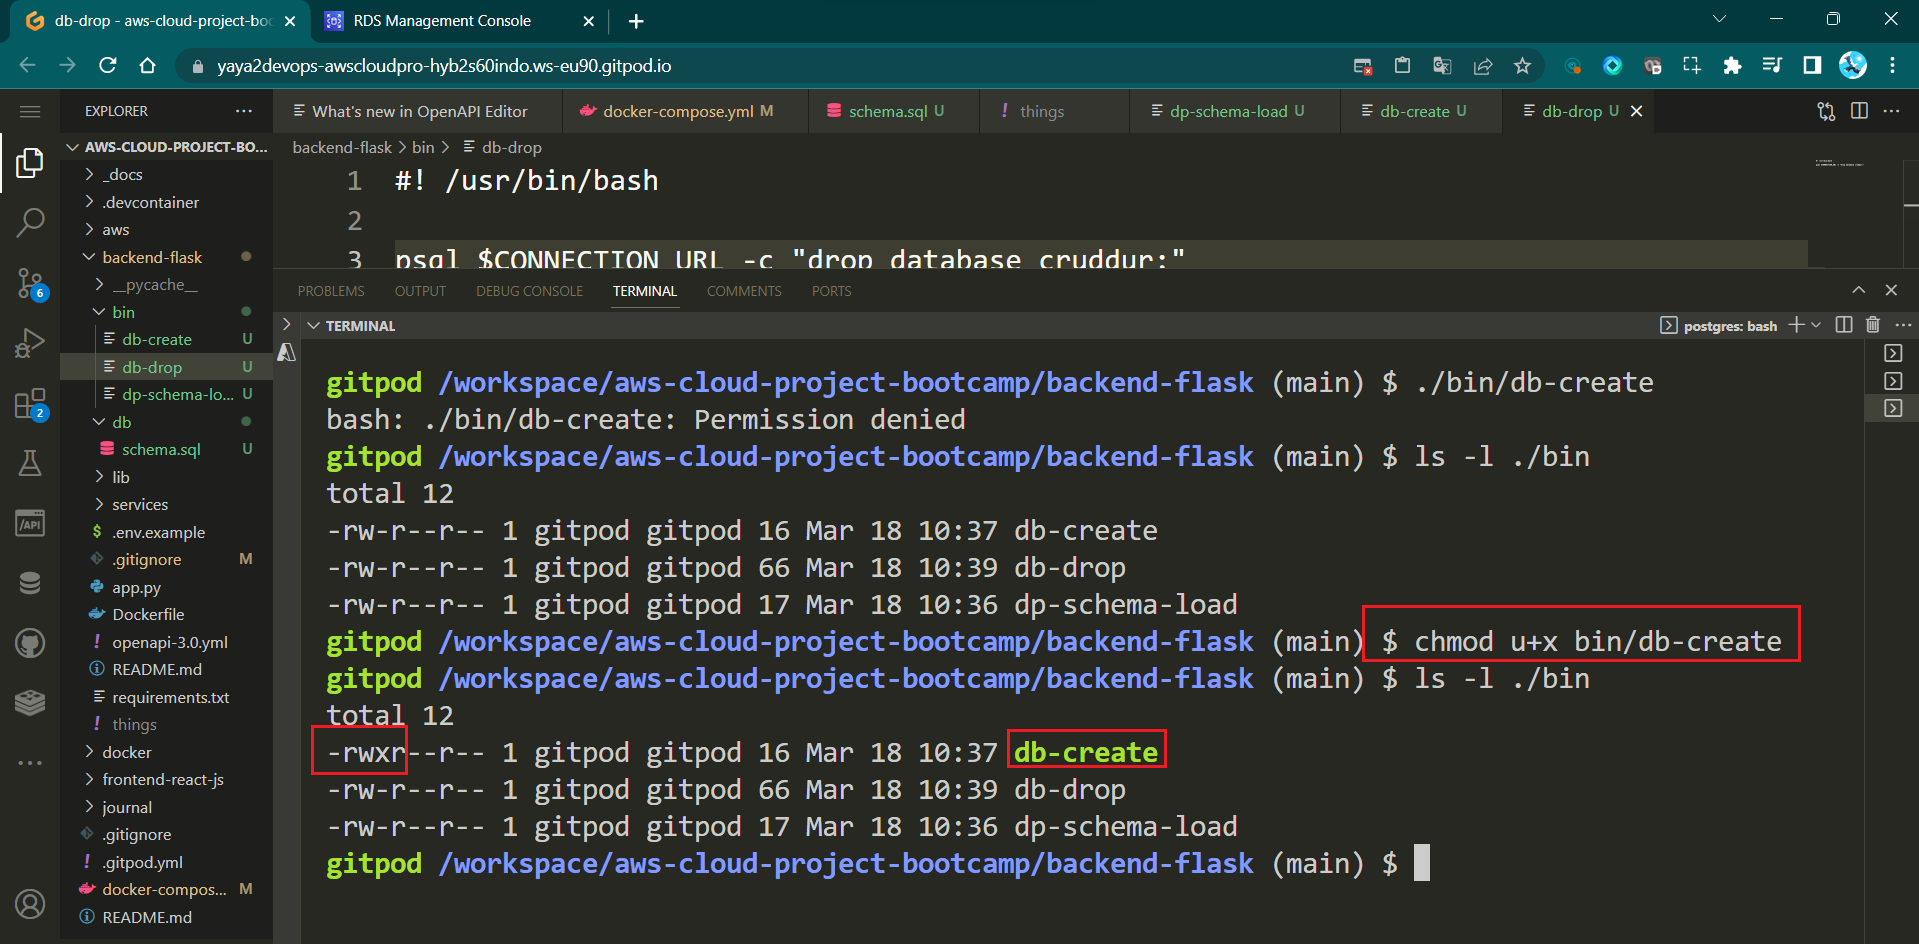 db-drop - aws-cloud-project-boo
RDS Management Console
yaya2devops-awscloudpro-hyb2s60indo.ws-eu90.gitpod.io
EXPLORER
What's new in OpenAPI Editor
docker-compose.yml M
schema.sql U
! things
dp-schema-load U
db-create U
db-drop U
AWS-CLOUD-PROJECT-BO...
_docs
.devcontainer
aws
backend-flask
__pycache__
bin
db-create U
db-drop U
dp-schema-lo... U
db
schema.sql U
lib
services
$ .env.example
.gitignore M
app.py
Dockerfile
! openapi-3.0.yml
README.md
requirements.txt
! things
docker
frontend-react-js
journal
.gitignore
! .gitpod.yml
docker-compos... M
README.md
6
2
/API
backend-flask > bin > db-drop
1 #! /usr/bin/bash
2
3 psql $CONNECTION_URL -c "drop database cruddur;"
PROBLEMS OUTPUT DEBUG CONSOLE TERMINAL COMMENTS PORTS
TERMINAL
postgres: bash
gitpod /workspace/aws-cloud-project-bootcamp/backend-flask (main) $ ./bin/db-create
bash: ./bin/db-create: Permission denied
gitpod /workspace/aws-cloud-project-bootcamp/backend-flask (main) $ ls -l ./bin
total 12
-rw-r--r-- 1 gitpod gitpod 16 Mar 18 10:37 db-create
-rw-r--r-- 1 gitpod gitpod 66 Mar 18 10:39 db-drop
-rw-r--r-- 1 gitpod gitpod 17 Mar 18 10:36 dp-schema-load
gitpod /workspace/aws-cloud-project-bootcamp/backend-flask (main) $ chmod u+x bin/db-create
gitpod /workspace/aws-cloud-project-bootcamp/backend-flask (main) $ ls -l ./bin
total 12
-rwxr--r-- 1 gitpod gitpod 16 Mar 18 10:37 db-create
-rw-r--r-- 1 gitpod gitpod 66 Mar 18 10:39 db-drop
-rw-r--r-- 1 gitpod gitpod 17 Mar 18 10:36 dp-schema-load
gitpod /workspace/aws-cloud-project-bootcamp/backend-flask (main) $